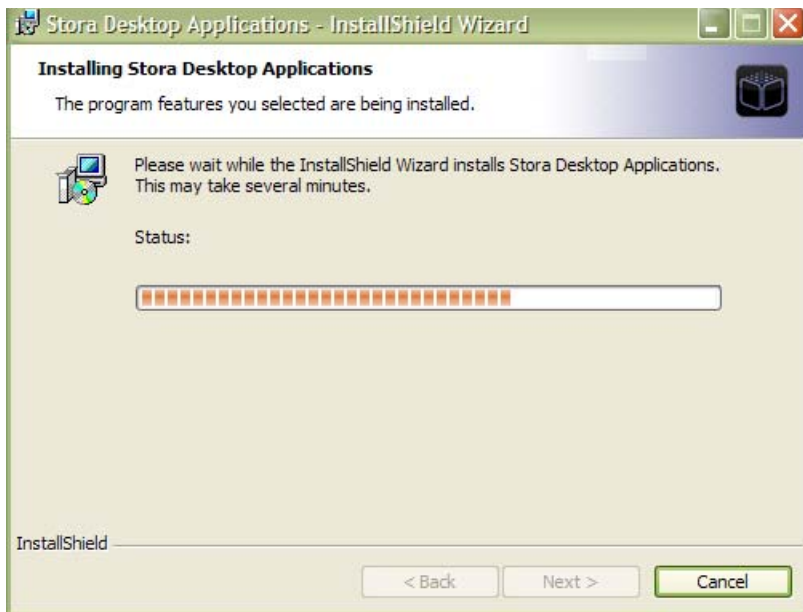 Stora Desktop Applications - InstallShield Wizard
Installing Stora Desktop Applications
The program features you selected are being installed.
Please wait while the InstallShield Wizard installs Stora Desktop Applications.
This may take several minutes.
Status:
InstallShield
< Back Next > Cancel